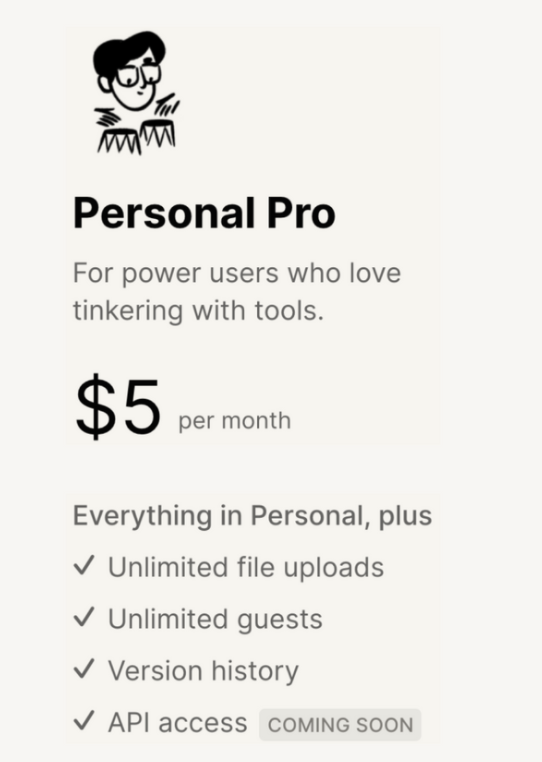 Personal Pro
For power users who love
tinkering with tools.
$5 per month
Everything in Personal, plus
✓ Unlimited file uploads
✓ Unlimited guests
✓ Version history
✓ API access COMING SOON